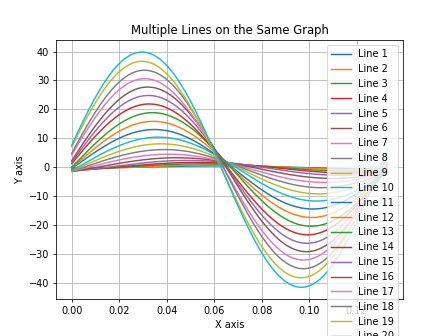 Multiple Lines on the Same Graph
Y axis
40
30
20
10
0
−10
−20
−30
−40
0.00
0.02
0.04
0.06
0.08
0.10
X axis
Line 1
Line 2
Line 3
Line 4
Line 5
Line 6
Line 7
Line 8
Line 9
Line 10
Line 11
Line 12
Line 13
Line 14
Line 15
Line 16
Line 17
Line 18
Line 19
Line 20